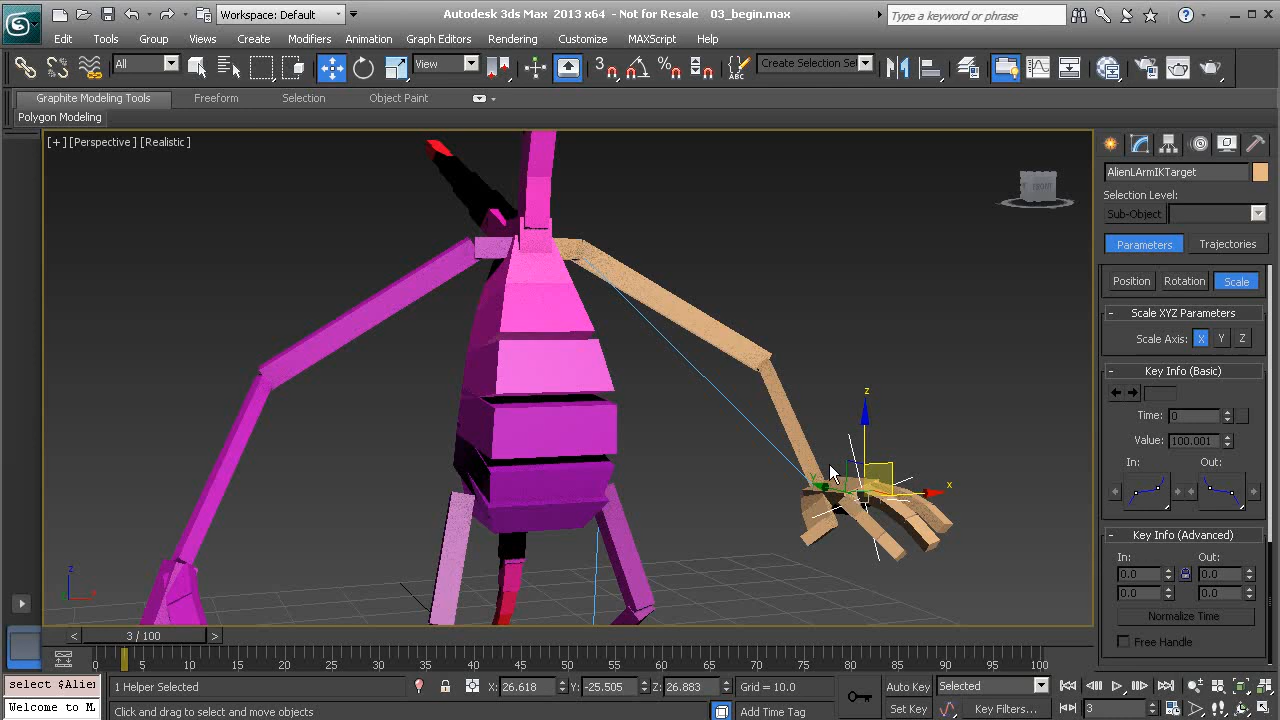 Workspace: Default
Autodesk 3ds Max 2013 x64 - Not for Resale 03_begin.max
Type a keyword or phrase
Edit Tools Group Views Create Modifiers Animation Graph Editors Rendering Customize MAXScript Help
All View Create Selection Se
Graphite Modeling Tools Freeform Selection Object Paint
Polygon Modeling
[+][Perspective][Realistic]
FRONT
AlienLArmIKTarget
Selection Level:
Sub-Object
Parameters Trajectories
Position Rotation Scale
- Scale XYZ Parameters
Scale Axis: X Y Z
- Key Info (Basic)
Time: 0
Value: 100.001
In: Out:
- Key Info (Advanced)
In: Out:
0.0 0.0
0.0 0.0
Normalize Time
Free Handle
z
x
y
z
< 3 / 100 >
0 5 10 15 20 25 30 35 40 45 50 55 60 65 70 75 80 85 90 95 100
select $Alien
1 Helper Selected
X: 26.618 Y: -25.505 Z: 26.883 Grid = 10.0
Auto Key Selected
Welcome to M
Click and drag to select and move objects
Add Time Tag
Set Key Key Filters... 3